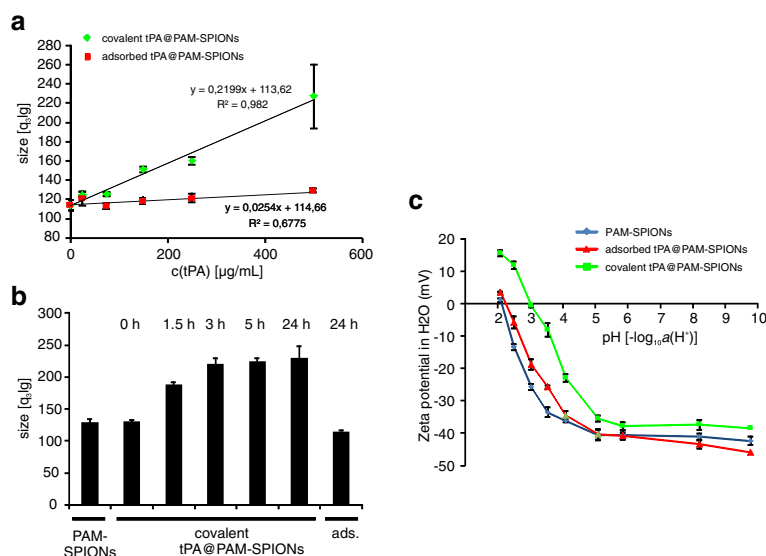 a
covalent tPA@PAM-SPIONs
adsorbed tPA@PAM-SPIONs
size [q₃lg]
280
260
240
220
200
180
160
140
120
100
80
y = 0,2199x + 113,62
R² = 0,982
y = 0,0254x + 114,66
R² = 0,6775
0
200
400
600
c(tPA) [µg/mL]
b
size [q₃lg]
300
250
200
150
100
50
0
0 h
1.5 h
3 h
5 h
24 h
24 h
PAM-
SPIONs
covalent
tPA@PAM-SPIONs
ads.
c
PAM-SPIONs
adsorbed tPA@PAM-SPIONs
covalent tPA@PAM-SPIONs
Zeta potential in H2O (mV)
20
10
0
-10
-20
-30
-40
-50
2
3
4
5
6
7
8
9
10
pH [-log₁₀a(H⁺)]